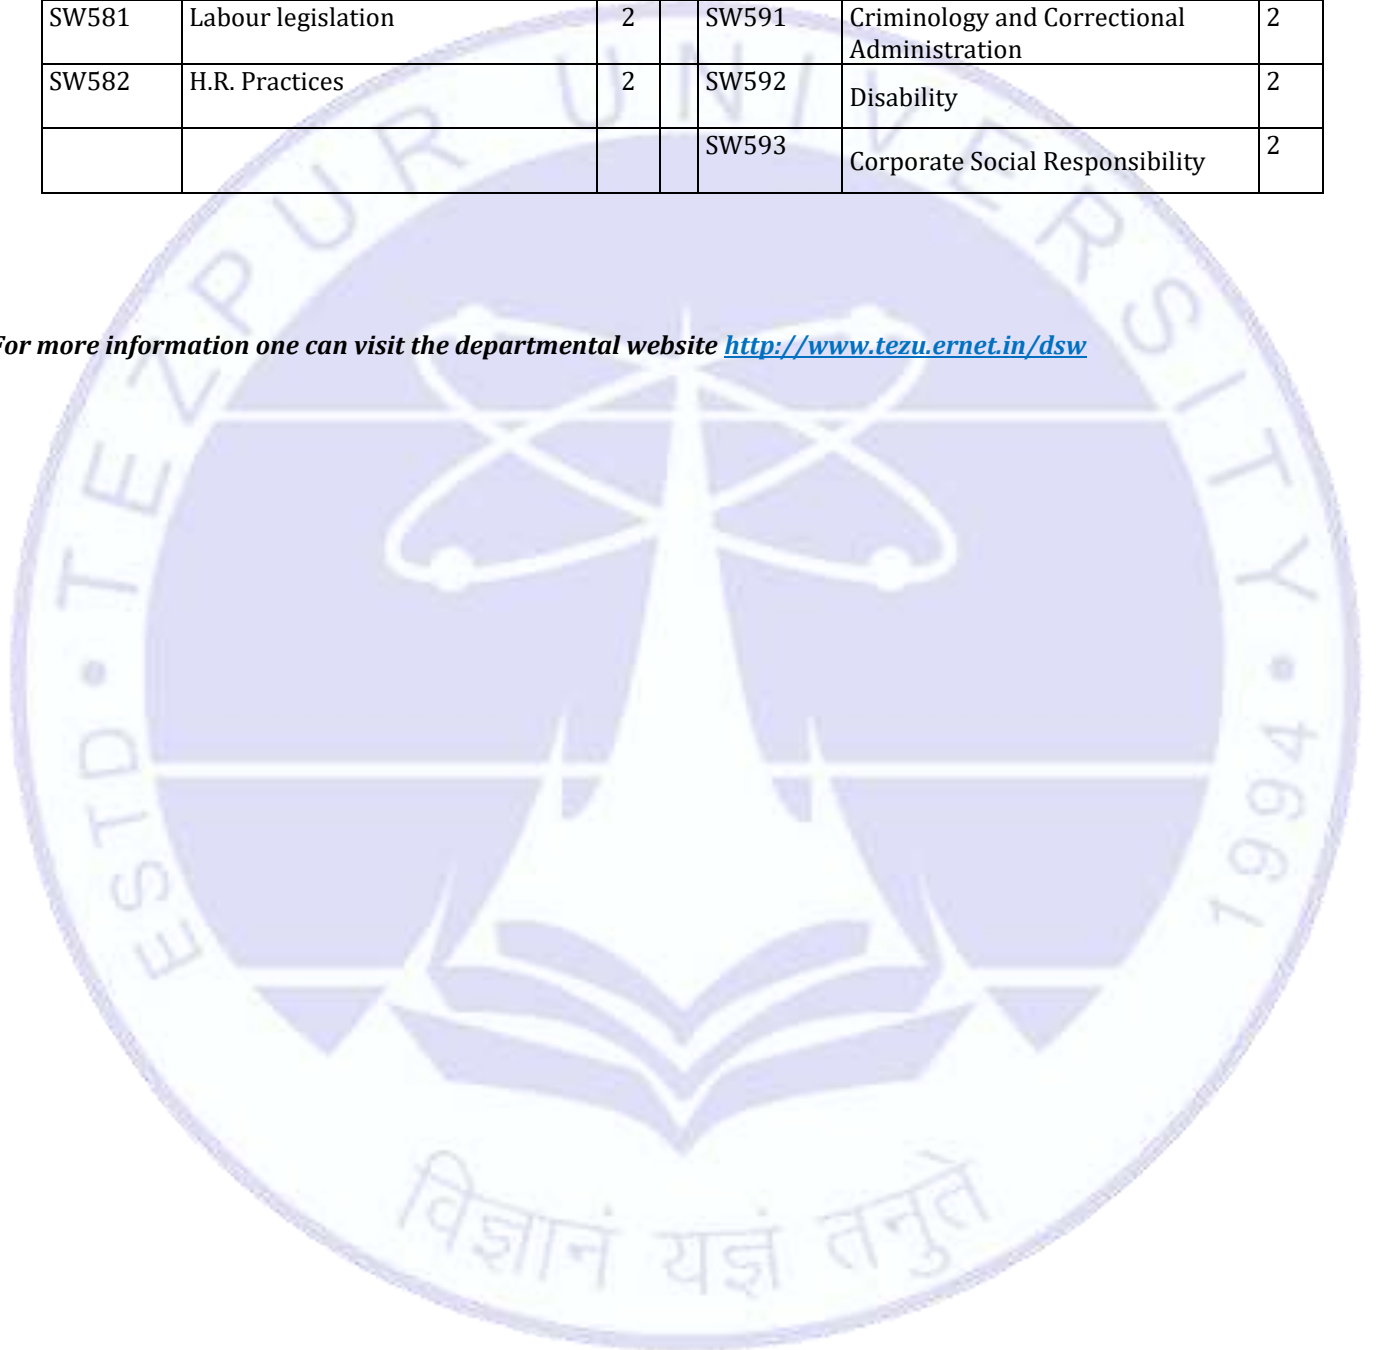 SW581 Labour legislation 2 SW591 Criminology and Correctional 2
Administration
SW582 H.R. Practices 2 SW592 Disability 2
SW593 Corporate Social Responsibility 2
For more information one can visit the departmental website http://www.tezu.ernet.in/dsw
TEZPUR UNIVERSITY
ESTD 1994
विज्ञानं यज्ञं तनुते